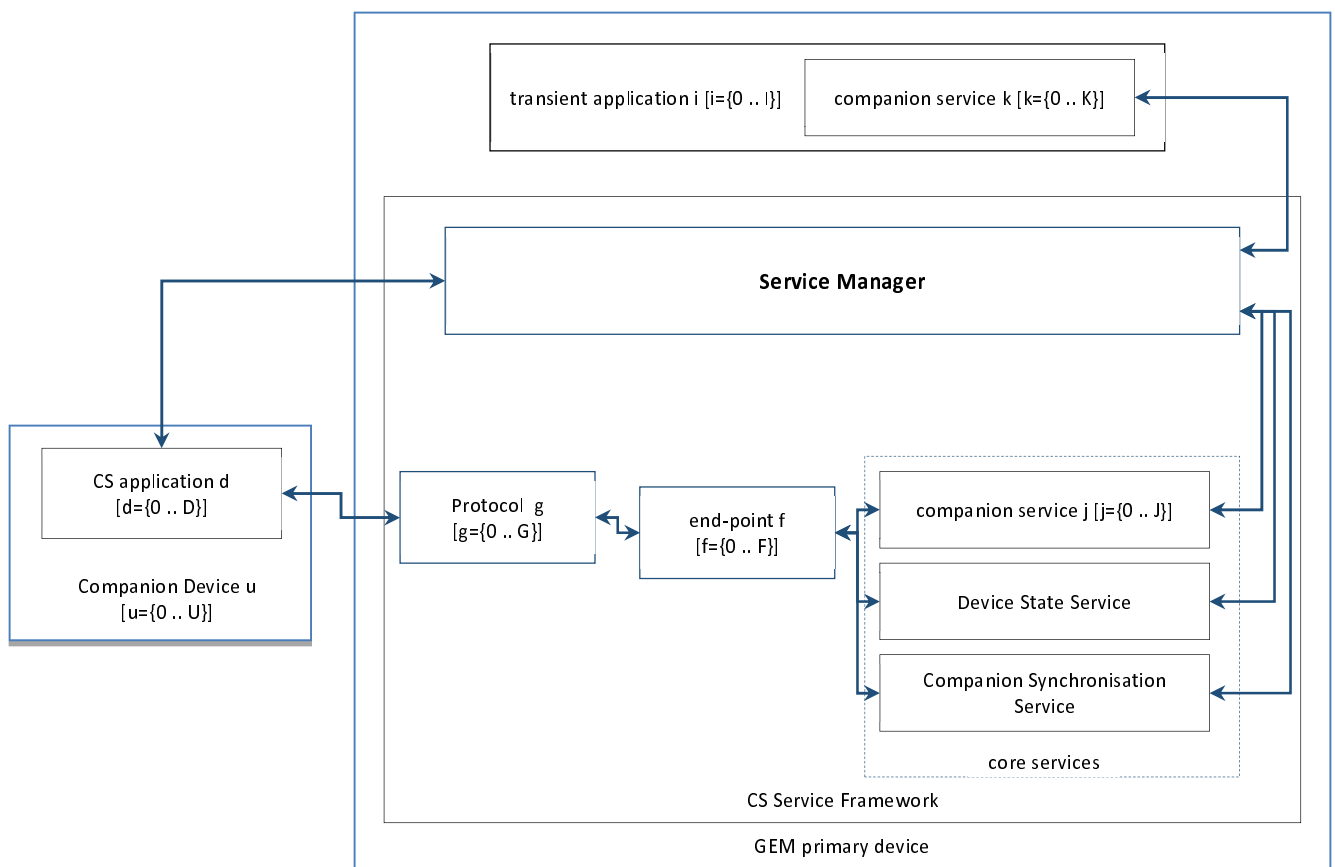 transient application i [i={0 .. I}]
companion service k [k={0 .. K}]
Service Manager
CS application d
[d={0 .. D}]
Companion Device u
[u={0 .. U}]
Protocol g
[g={0 .. G}]
end-point f
[f={0 .. F}]
companion service j [j={0 .. J}]
Device State Service
Companion Synchronisation
Service
core services
CS Service Framework
GEM primary device